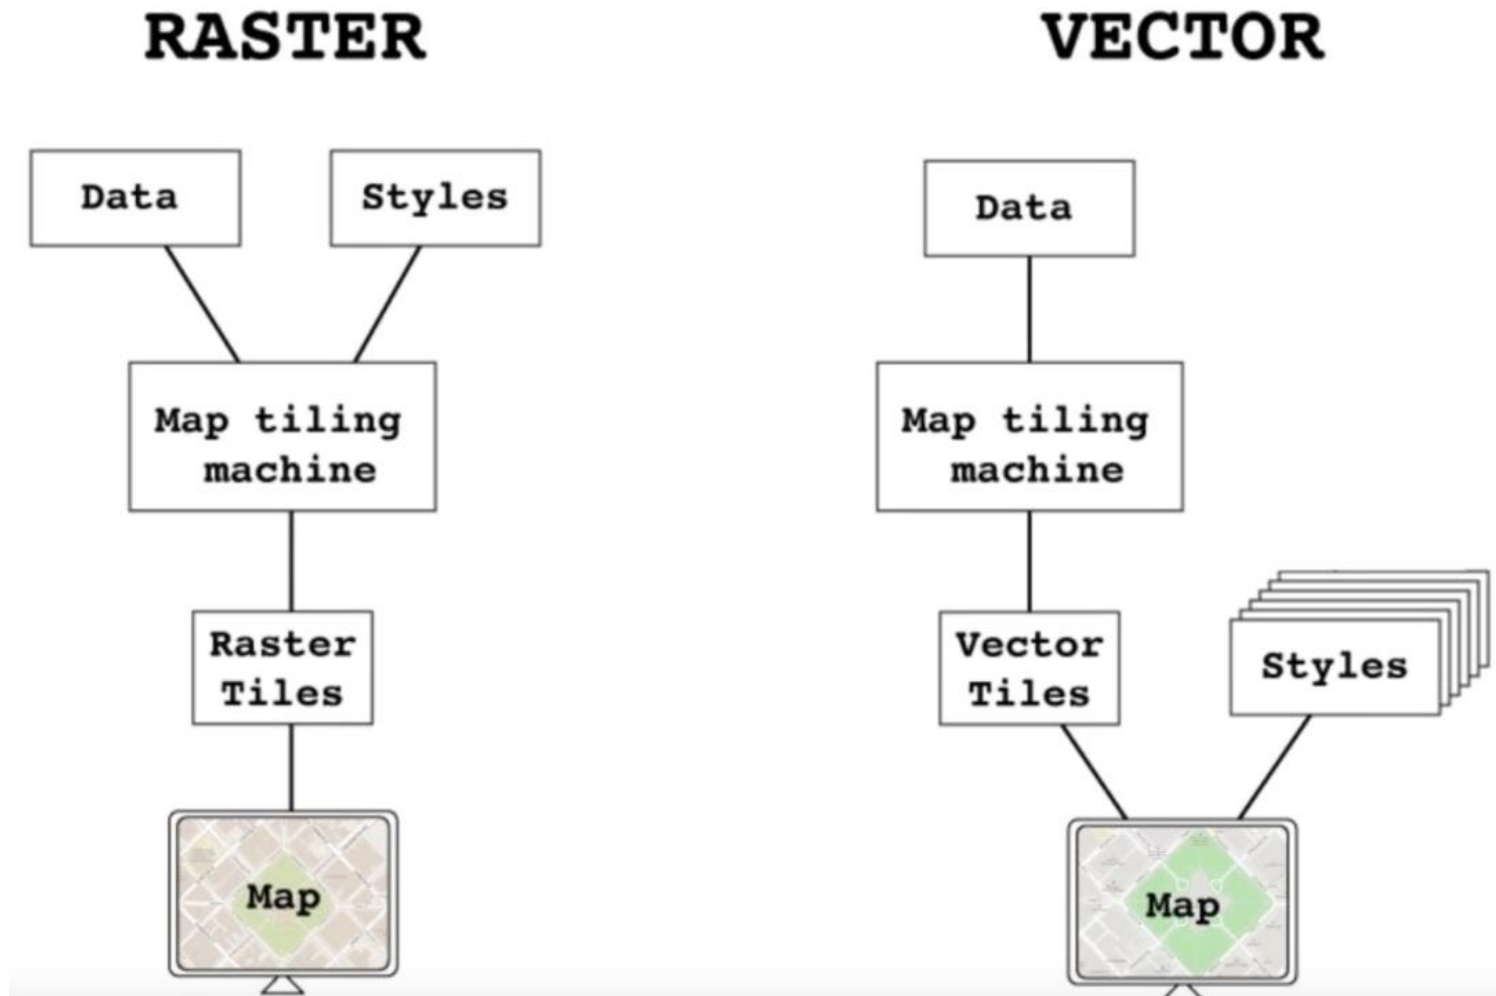 RASTER
VECTOR
Data
Styles
Data
Map tiling
machine
Map tiling
machine
Raster
Tiles
Vector
Tiles
Styles
Map
Map